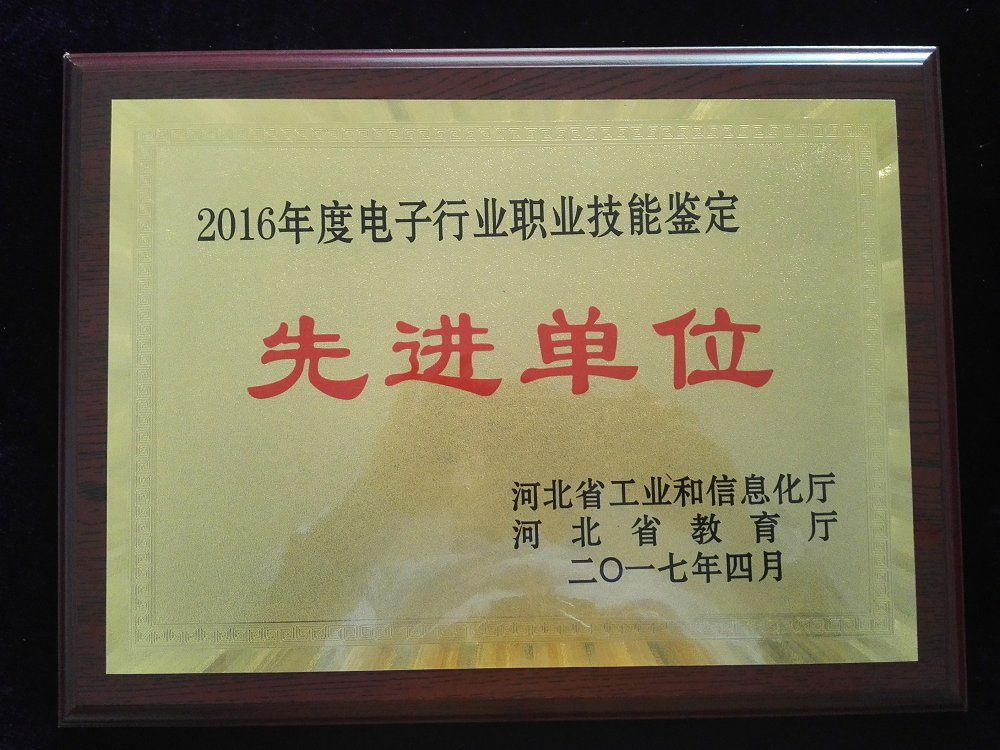 2016年度电子行业职业技能鉴定
先进单位
河北省工业和信息化厅
河北省教育厅
二〇一七年四月